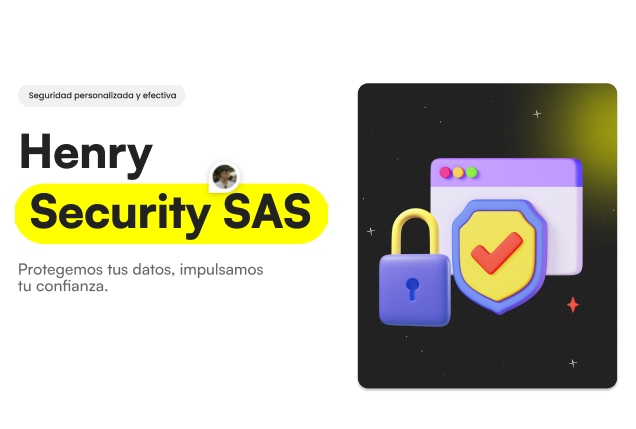 Seguridad personalizada y efectiva
Henry
Security SAS
Protegemos tus datos, impulsamos
tu confianza.